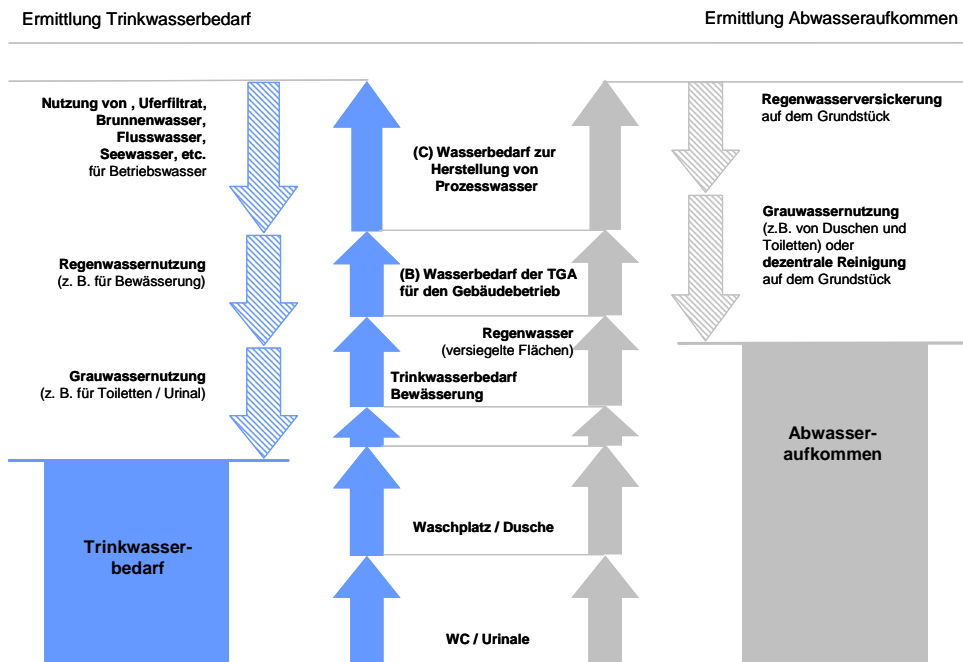 Ermittlung Trinkwasserbedarf
Ermittlung Abwasseraufkommen
Nutzung von , Uferfiltrat,
Brunnenwasser,
Flusswasser,
Seewasser, etc.
für Betriebswasser
Regenwassernutzung
(z. B. für Bewässerung)
Grauwassernutzung
(z. B. für Toiletten / Urinal)
Trinkwasser-
bedarf
(C) Wasserbedarf zur
Herstellung von
Prozesswasser
(B) Wasserbedarf der TGA
für den Gebäudebetrieb
Regenwasser
(versiegelte Flächen)
Trinkwasserbedarf
Bewässerung
Waschplatz / Dusche
WC / Urinale
Regenwasserversickerung
auf dem Grundstück
Grauwassernutzung
(z.B. von Duschen und
Toiletten) oder
dezentrale Reinigung
auf dem Grundstück
Abwasser-
aufkommen